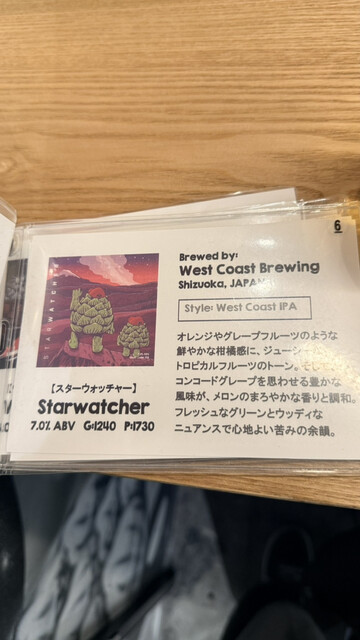 6
Brewed by:
West Coast Brewing
Shizuoka, JAPAN
Style: West Coast IPA
STARWATCH
【スターウォッチャー】
Starwatcher
7.0% ABV G:1240 P:1730
オレンジやグレープフルーツのような
鮮やかな柑橘感に、ジューシー
トロピカルフルーツのトーン。そして
コンコードグレープを思わせる豊かな
風味が、メロンのまろやかな香りと調和。
フレッシュなグリーンとウッディな
ニュアンスで心地よい苦みの余韻。